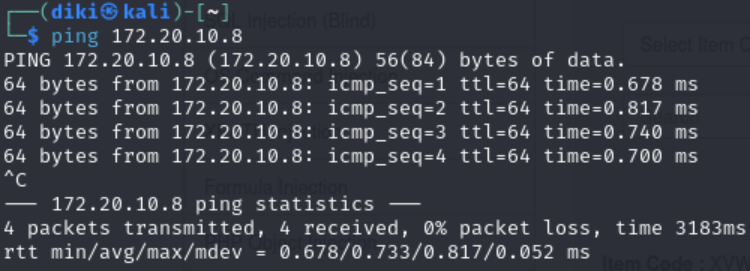 ┌──(diki㉿kali)-[~]
SQL Injection (Blind)
└─$ ping 172.20.10.8
Select Item C
PING 172.20.10.8 (172.20.10.8) 56(84) bytes of data.
64 bytes from 172.20.10.8: icmp_seq=1 ttl=64 time=0.678 ms
64 bytes from 172.20.10.8: icmp_seq=2 ttl=64 time=0.817 ms
64 bytes from 172.20.10.8: icmp_seq=3 ttl=64 time=0.740 ms
64 bytes from 172.20.10.8: icmp_seq=4 ttl=64 time=0.700 ms
^C
Formula Injection
── 172.20.10.8 ping statistics ──
4 packets transmitted, 4 received, 0% packet loss, time 3183ms
rtt min/avg/max/mdev = 0.678/0.733/0.817/0.052 ms
Item Code : XVW